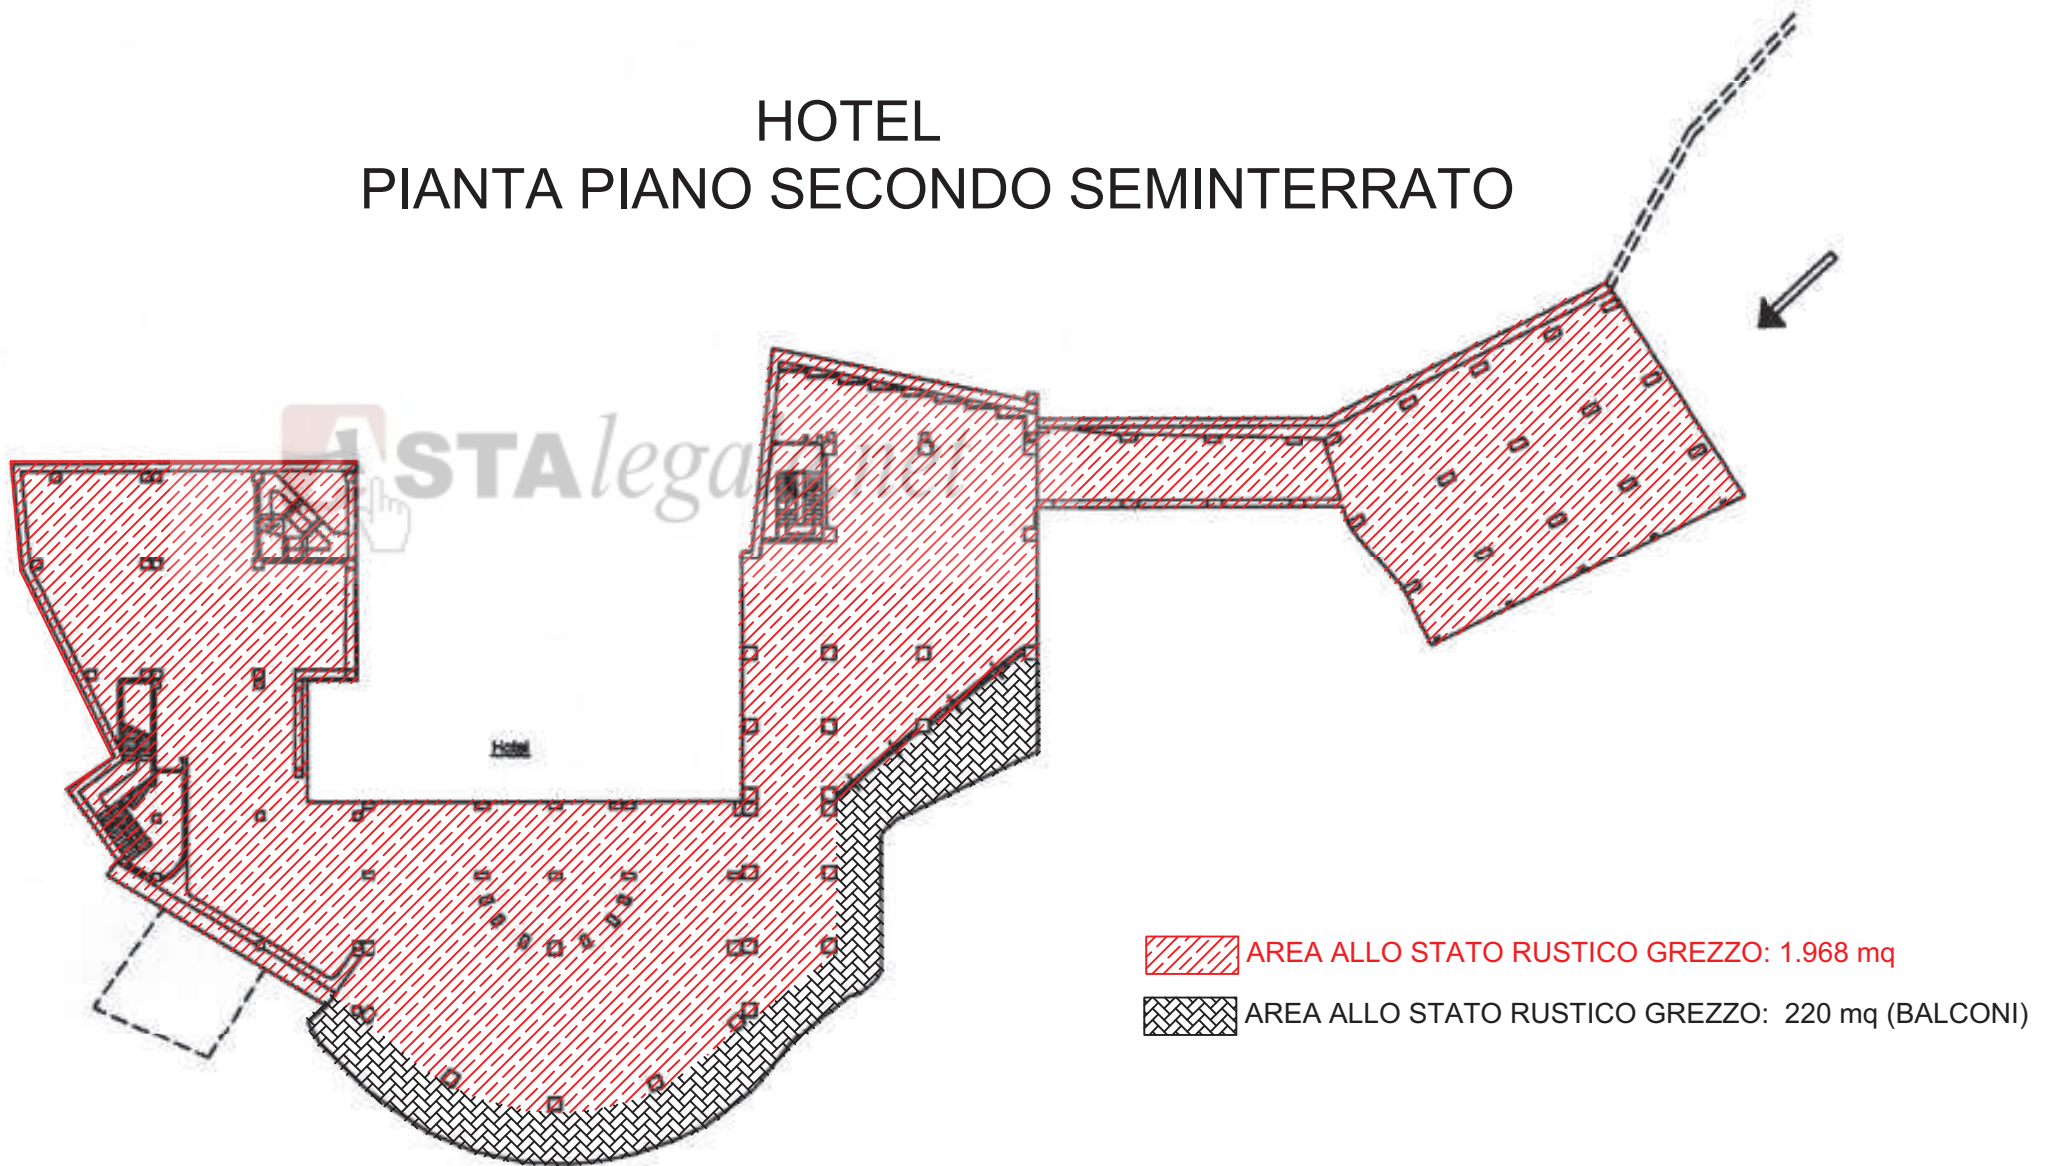 HOTEL
PIANTA PIANO SECONDO SEMINTERRATO
ASTAlegale.net
Hotel
AREA ALLO STATO RUSTICO GREZZO: 1.968 mq
AREA ALLO STATO RUSTICO GREZZO: 220 mq (BALCONI)